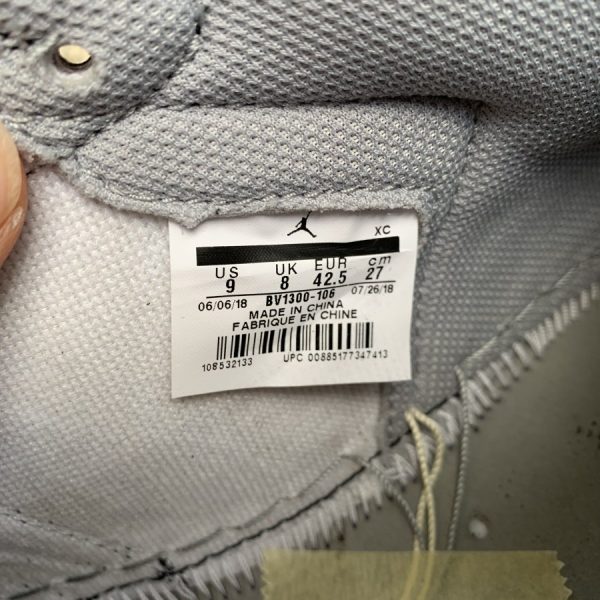 XC
US UK EUR cm
9 8 42.5 27
06/06/18 BV1300-106 07/26/18
MADE IN CHINA
FABRIQUE EN CHINE
108532133 UPC 00885177347413